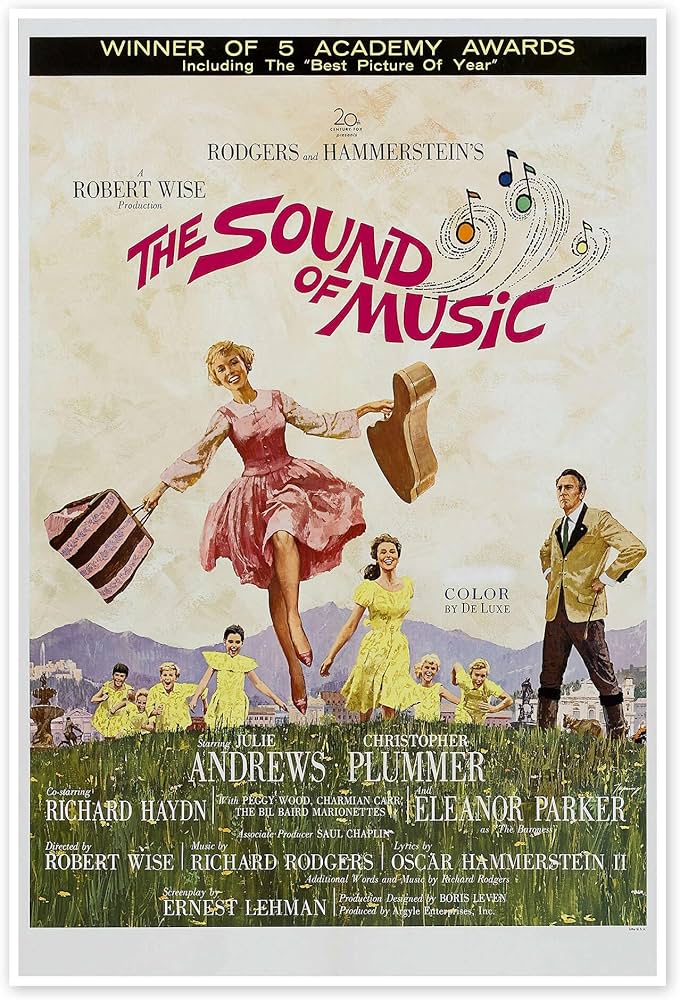 WINNER OF 5 ACADEMY AWARDS
Including The "Best Picture Of Year"
20th
CENTURY-FOX
presents
RODGERS and HAMMERSTEIN'S
A
ROBERT WISE
Production
THE SOUND
OF MUSIC
COLOR
BY DE LUXE
Starring JULIE ANDREWS
CHRISTOPHER PLUMMER
Co-starring
RICHARD HAYDN
With PEGGY WOOD, CHARMIAN CARR,
THE BIL BAIRD MARIONETTES
And
ELEANOR PARKER
as "The Baroness"
Associate Producer SAUL CHAPLIN
Directed by
ROBERT WISE
Music by
RICHARD RODGERS
Lyrics by
OSCAR HAMMERSTEIN II
Additional Words and Music by Richard Rodgers
Screenplay by
ERNEST LEHMAN
Production Designed by BORIS LEVEN
Produced by Argyle Enterprises, Inc.